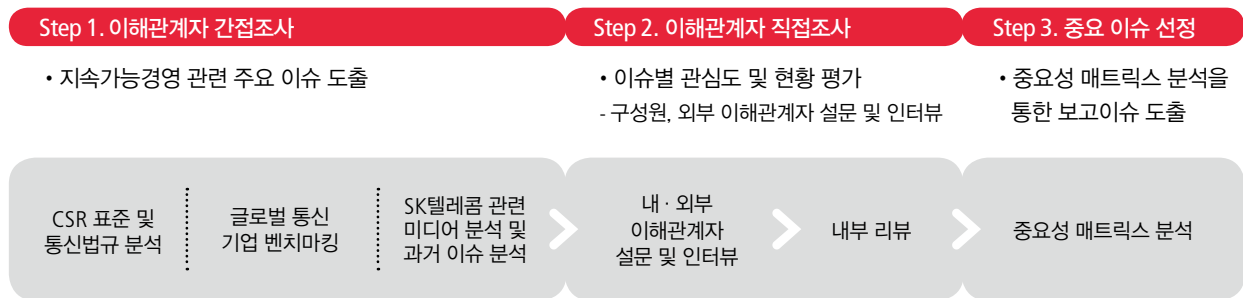 Step 1. 이해관계자 간접조사
• 지속가능경영 관련 주요 이슈 도출
CSR 표준 및
통신법규 분석
글로벌 통신
기업 벤치마킹
SK텔레콤 관련
미디어 분석 및
과거 이슈 분석
Step 2. 이해관계자 직접조사
• 이슈별 관심도 및 현황 평가
- 구성원, 외부 이해관계자 설문 및 인터뷰
내 · 외부
이해관계자
설문 및 인터뷰
내부 리뷰
Step 3. 중요 이슈 선정
• 중요성 매트릭스 분석을
통한 보고이슈 도출
중요성 매트릭스 분석